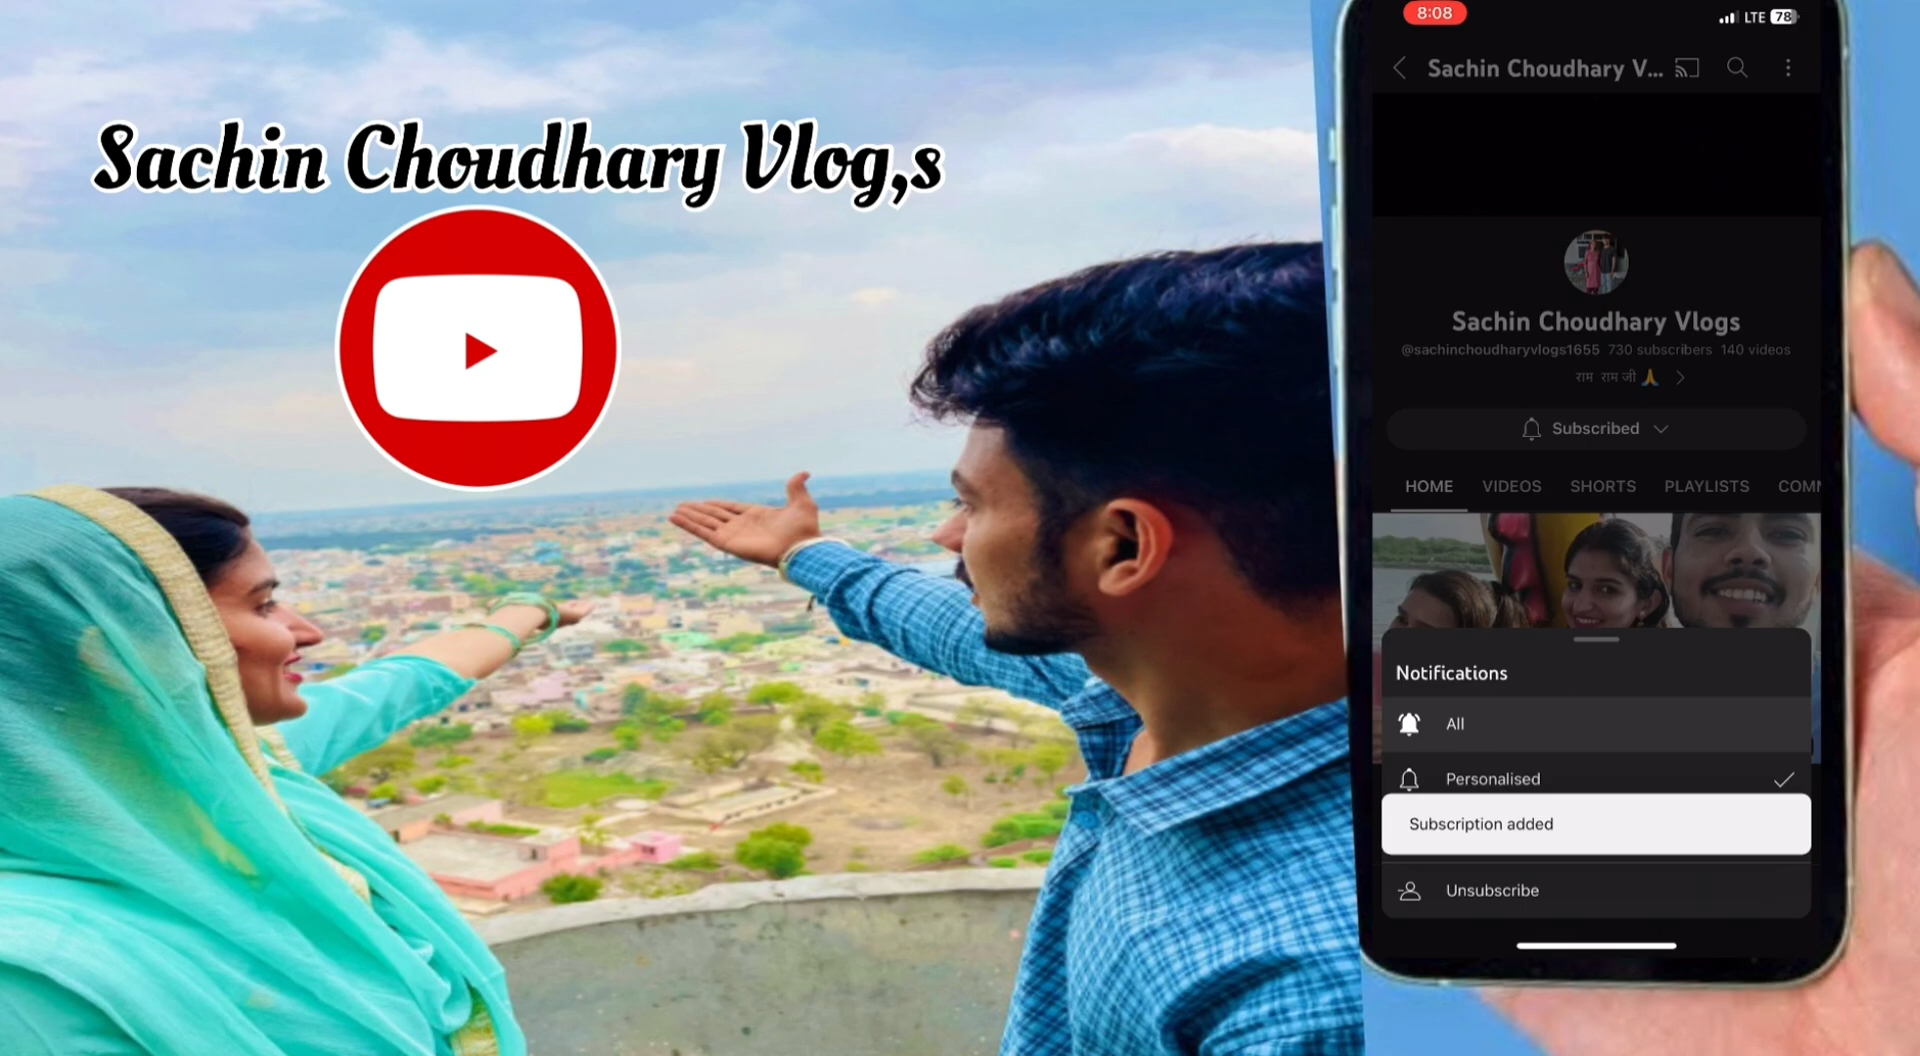 Sachin Choudhary Vlog,s
8:08
LTE 78
Sachin Choudhary V...
Sachin Choudhary Vlogs
@sachinchoudharyvlogs1655 730 subscribers 140 videos
राम राम जी 🙏
Subscribed
HOME VIDEOS SHORTS PLAYLISTS COM
Notifications
All
Personalised
Subscription added
Unsubscribe